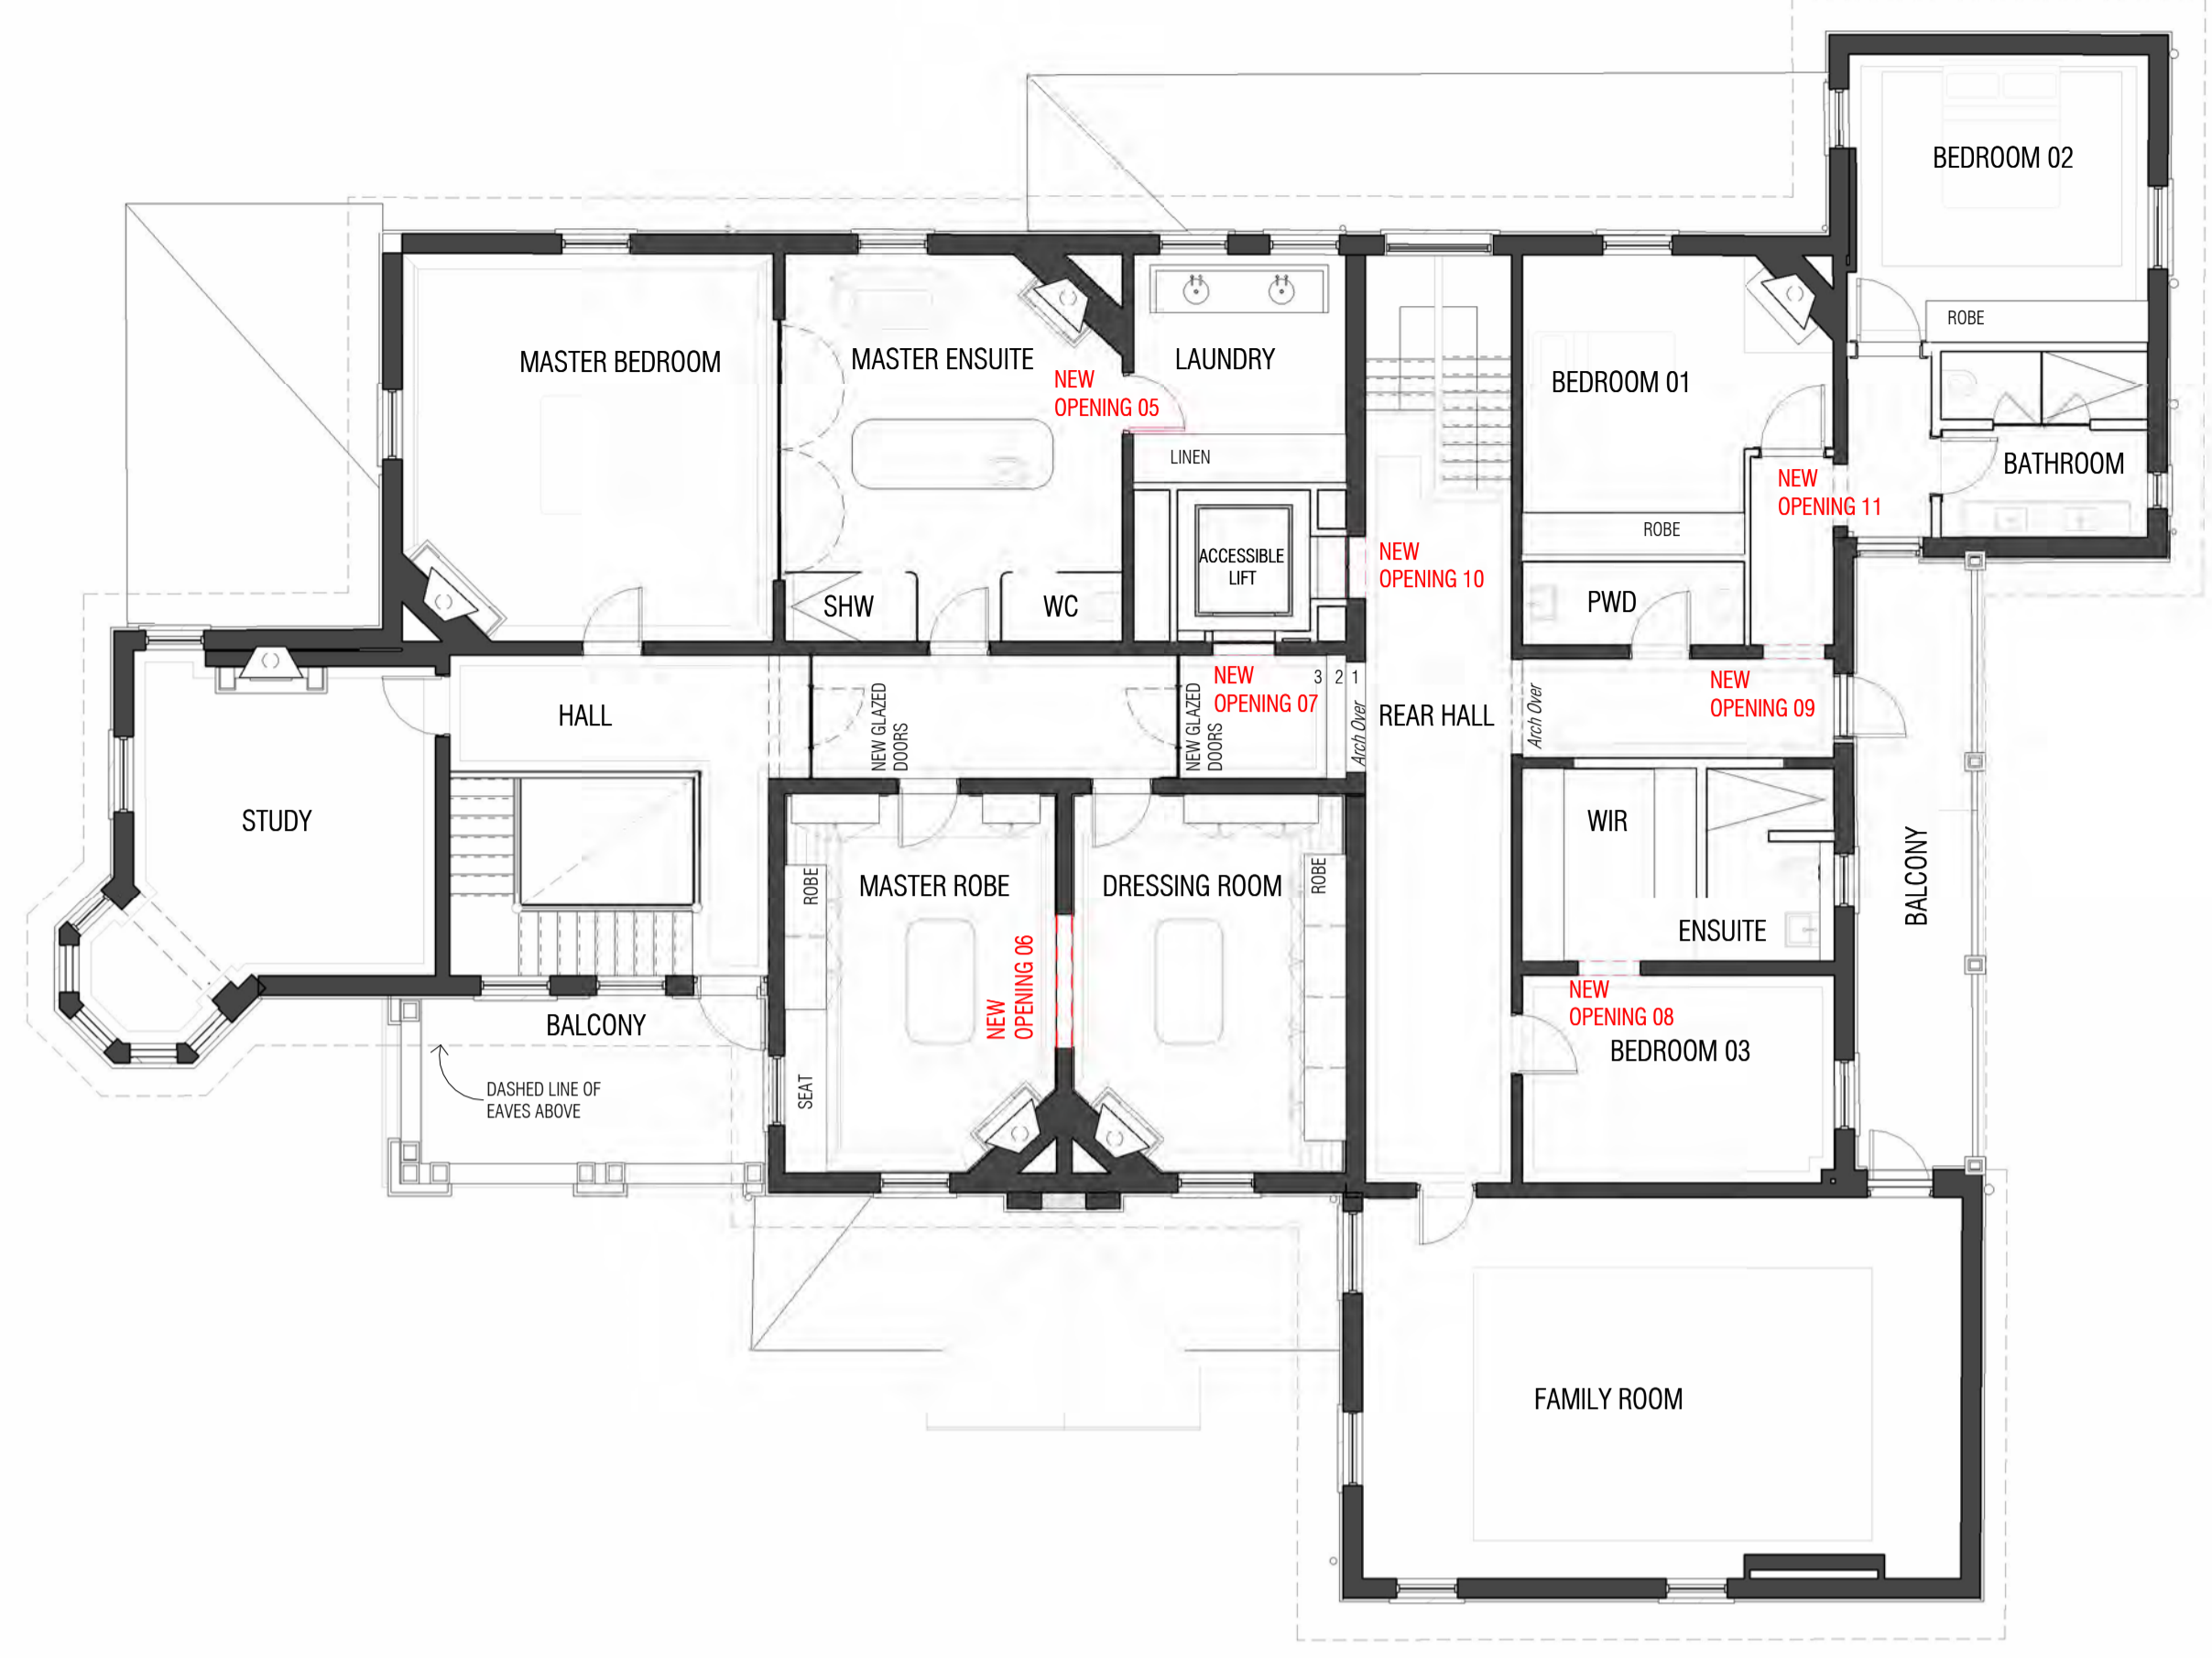 BEDROOM 02
ROBE
MASTER BEDROOM
MASTER ENSUITE
LAUNDRY
NEW
OPENING 05
BEDROOM 01
LINEN
BATHROOM
NEW
OPENING 11
ROBE
ACCESSIBLE
LIFT
NEW
OPENING 10
SHW
WC
PWD
HALL
NEW GLAZED
DOORS
NEW GLAZED
DOORS
NEW
OPENING 07
3 2 1
Arch Over
REAR HALL
Arch Over
NEW
OPENING 09
STUDY
WIR
ROBE
MASTER ROBE
DRESSING ROOM
ROBE
BALCONY
ENSUITE
NEW
OPENING 06
NEW
OPENING 08
BALCONY
BEDROOM 03
DASHED LINE OF
EAVES ABOVE
SEAT
FAMILY ROOM